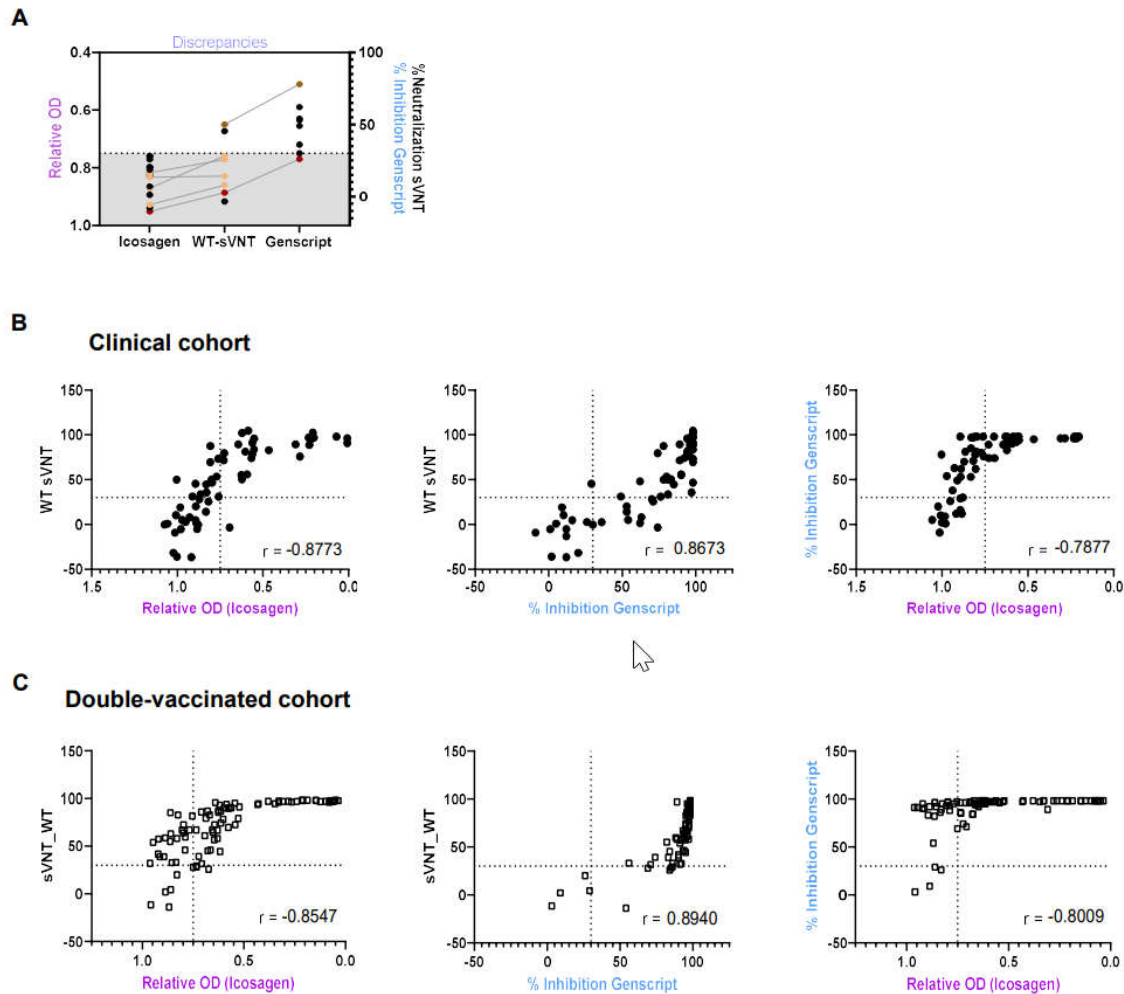 A
Discrepancies
0.4
0.6
0.8
1.0
Relative OD
100
50
0
% Inhibition Genscript
% Neutralization sVNT
Icosagen WT-sVNT Genscript
B
Clinical cohort
WT sVNT
150
100
50
0
-50
1.5 1.0 0.5 0.0
r = -0.8773
Relative OD (Icosagen)
WT sVNT
150
100
50
0
-50
-50 0 50 100
r = 0.8673
% Inhibition Genscript
% Inhibition Genscript
150
100
50
0
-50
1.5 1.0 0.5 0.0
r = -0.7877
Relative OD (Icosagen)
C
Double-vaccinated cohort
sVNT_WT
150
100
50
0
-50
1.0 0.5 0.0
r = -0.8547
Relative OD (Icosagen)
sVNT_WT
150
100
50
0
-50
-50 0 50 100
r = 0.8940
% Inhibition Genscript
% Inhibition Genscript
150
100
50
0
-50
1.0 0.5 0.0
r = -0.8009
Relative OD (Icosagen)